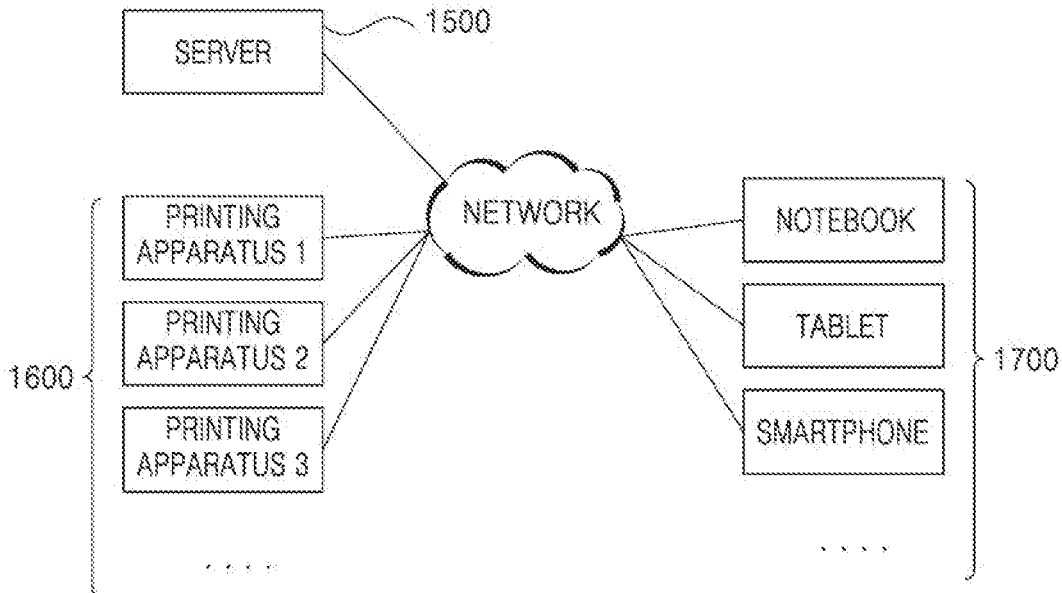 SERVER
1500
NETWORK
PRINTING
APPARATUS 1
PRINTING
APPARATUS 2
PRINTING
APPARATUS 3
. . . .
1600
NOTEBOOK
TABLET
SMARTPHONE
. . . .
1700